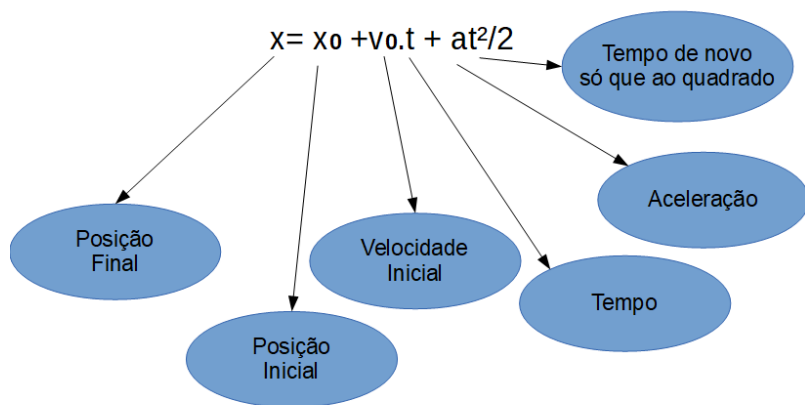 x= x₀ +v₀.t + at²/2
Tempo de novo
só que ao quadrado
Aceleração
Posição
Final
Velocidade
Inicial
Tempo
Posição
Inicial